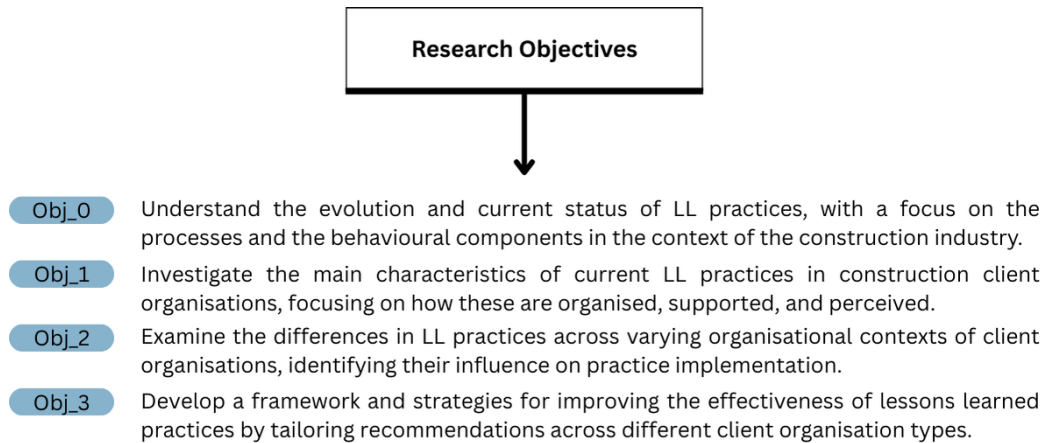 Research Objectives
Obj_0
Understand the evolution and current status of LL practices, with a focus on the
processes and the behavioural components in the context of the construction industry.
Obj_1
Investigate the main characteristics of current LL practices in construction client
organisations, focusing on how these are organised, supported, and perceived.
Obj_2
Examine the differences in LL practices across varying organisational contexts of client
organisations, identifying their influence on practice implementation.
Obj_3
Develop a framework and strategies for improving the effectiveness of lessons learned
practices by tailoring recommendations across different client organisation types.